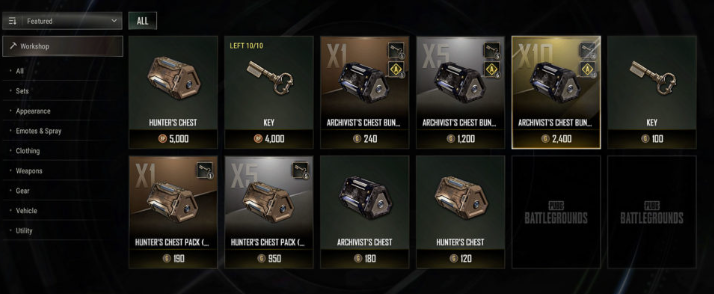 Featured
ALL
Workshop
All
Sets
Appearance
Emotes & Spray
Clothing
Weapons
Gear
Vehicle
Utility
HUNTER'S CHEST
BP 5,000
LEFT 10/10
KEY
BP 4,000
X1
ARCHIVIST'S CHEST BUN...
G 240
X5
ARCHIVIST'S CHEST BUN...
G 1,200
X10
ARCHIVIST'S CHEST BUN...
G 2,400
KEY
G 100
X1
HUNTER'S CHEST PACK (...
G 190
X5
HUNTER'S CHEST PACK (...
G 950
ARCHIVIST'S CHEST
G 180
HUNTER'S CHEST
G 120
PUBG
BATTLEGROUNDS
PUBG
BATTLEGROUNDS